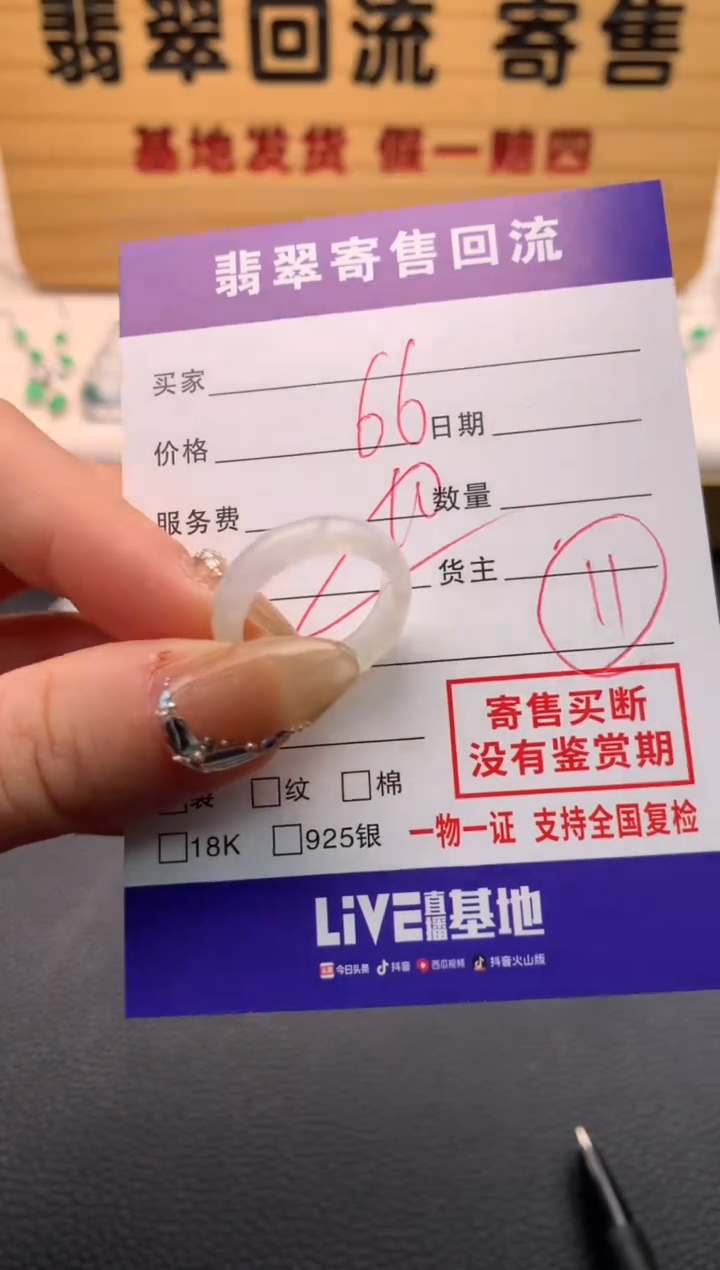 翡翠回流 寄售
基地发货 假一赔四
翡翠寄售回流
买家
66
价格
日期
服务费
数量
货主
11
寄售买断
没有鉴赏期
裂
纹
棉
18K
925银
一物一证 支持全国复检
LiVE直播基地
头条 今日头条 抖音 西瓜视频 抖音火山版